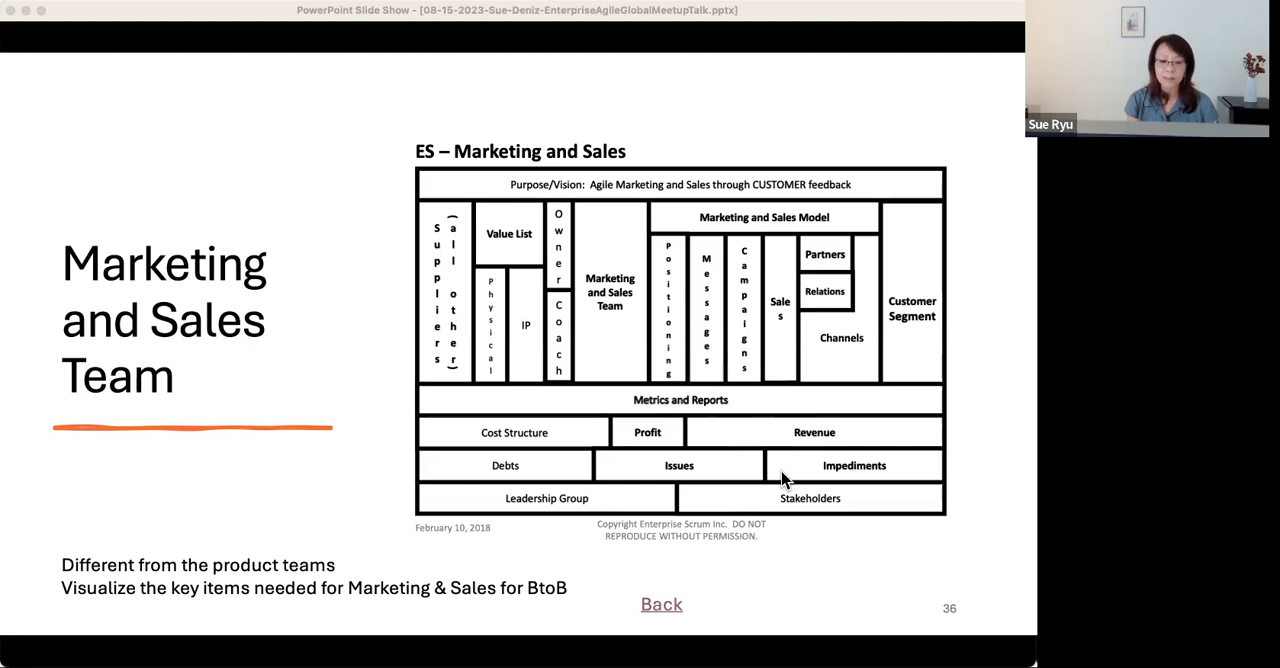 PowerPoint Slide Show - [08-15-2023-Sue-Deniz-EnterpriseAgileGlobalMeetupTalk.pptx]
Sue Ryu
Marketing
and Sales
Team
ES – Marketing and Sales
Purpose/Vision: Agile Marketing and Sales through CUSTOMER feedback
Suppliers
(all other)
Value List
Physical
IP
Owner
Coach
Marketing
and Sales
Team
Marketing and Sales Model
Positioning
Messages
Campaigns
Sale
s
Partners
Relations
Channels
Customer
Segment
Metrics and Reports
Cost Structure
Profit
Revenue
Debts
Issues
Impediments
Leadership Group
Stakeholders
February 10, 2018
Copyright Enterprise Scrum Inc. DO NOT
REPRODUCE WITHOUT PERMISSION.
Different from the product teams
Visualize the key items needed for Marketing & Sales for BtoB
Back
36